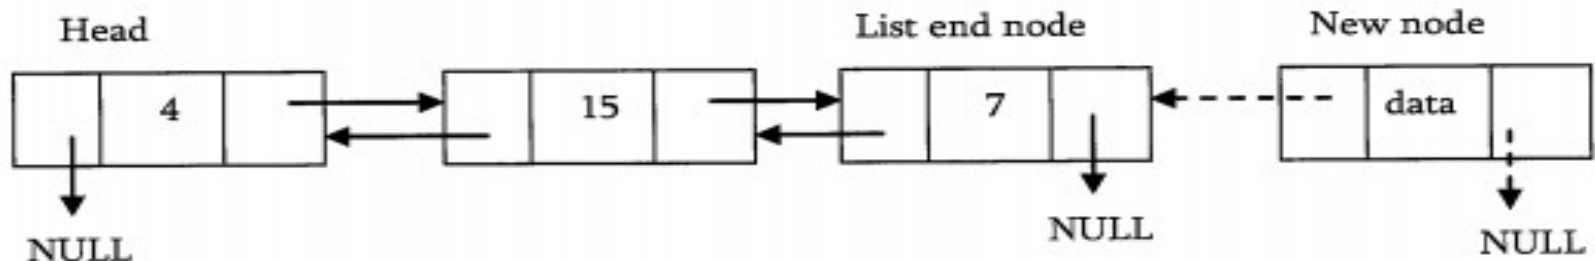 Head
List end node
New node
4
15
7
data
NULL
NULL
NULL